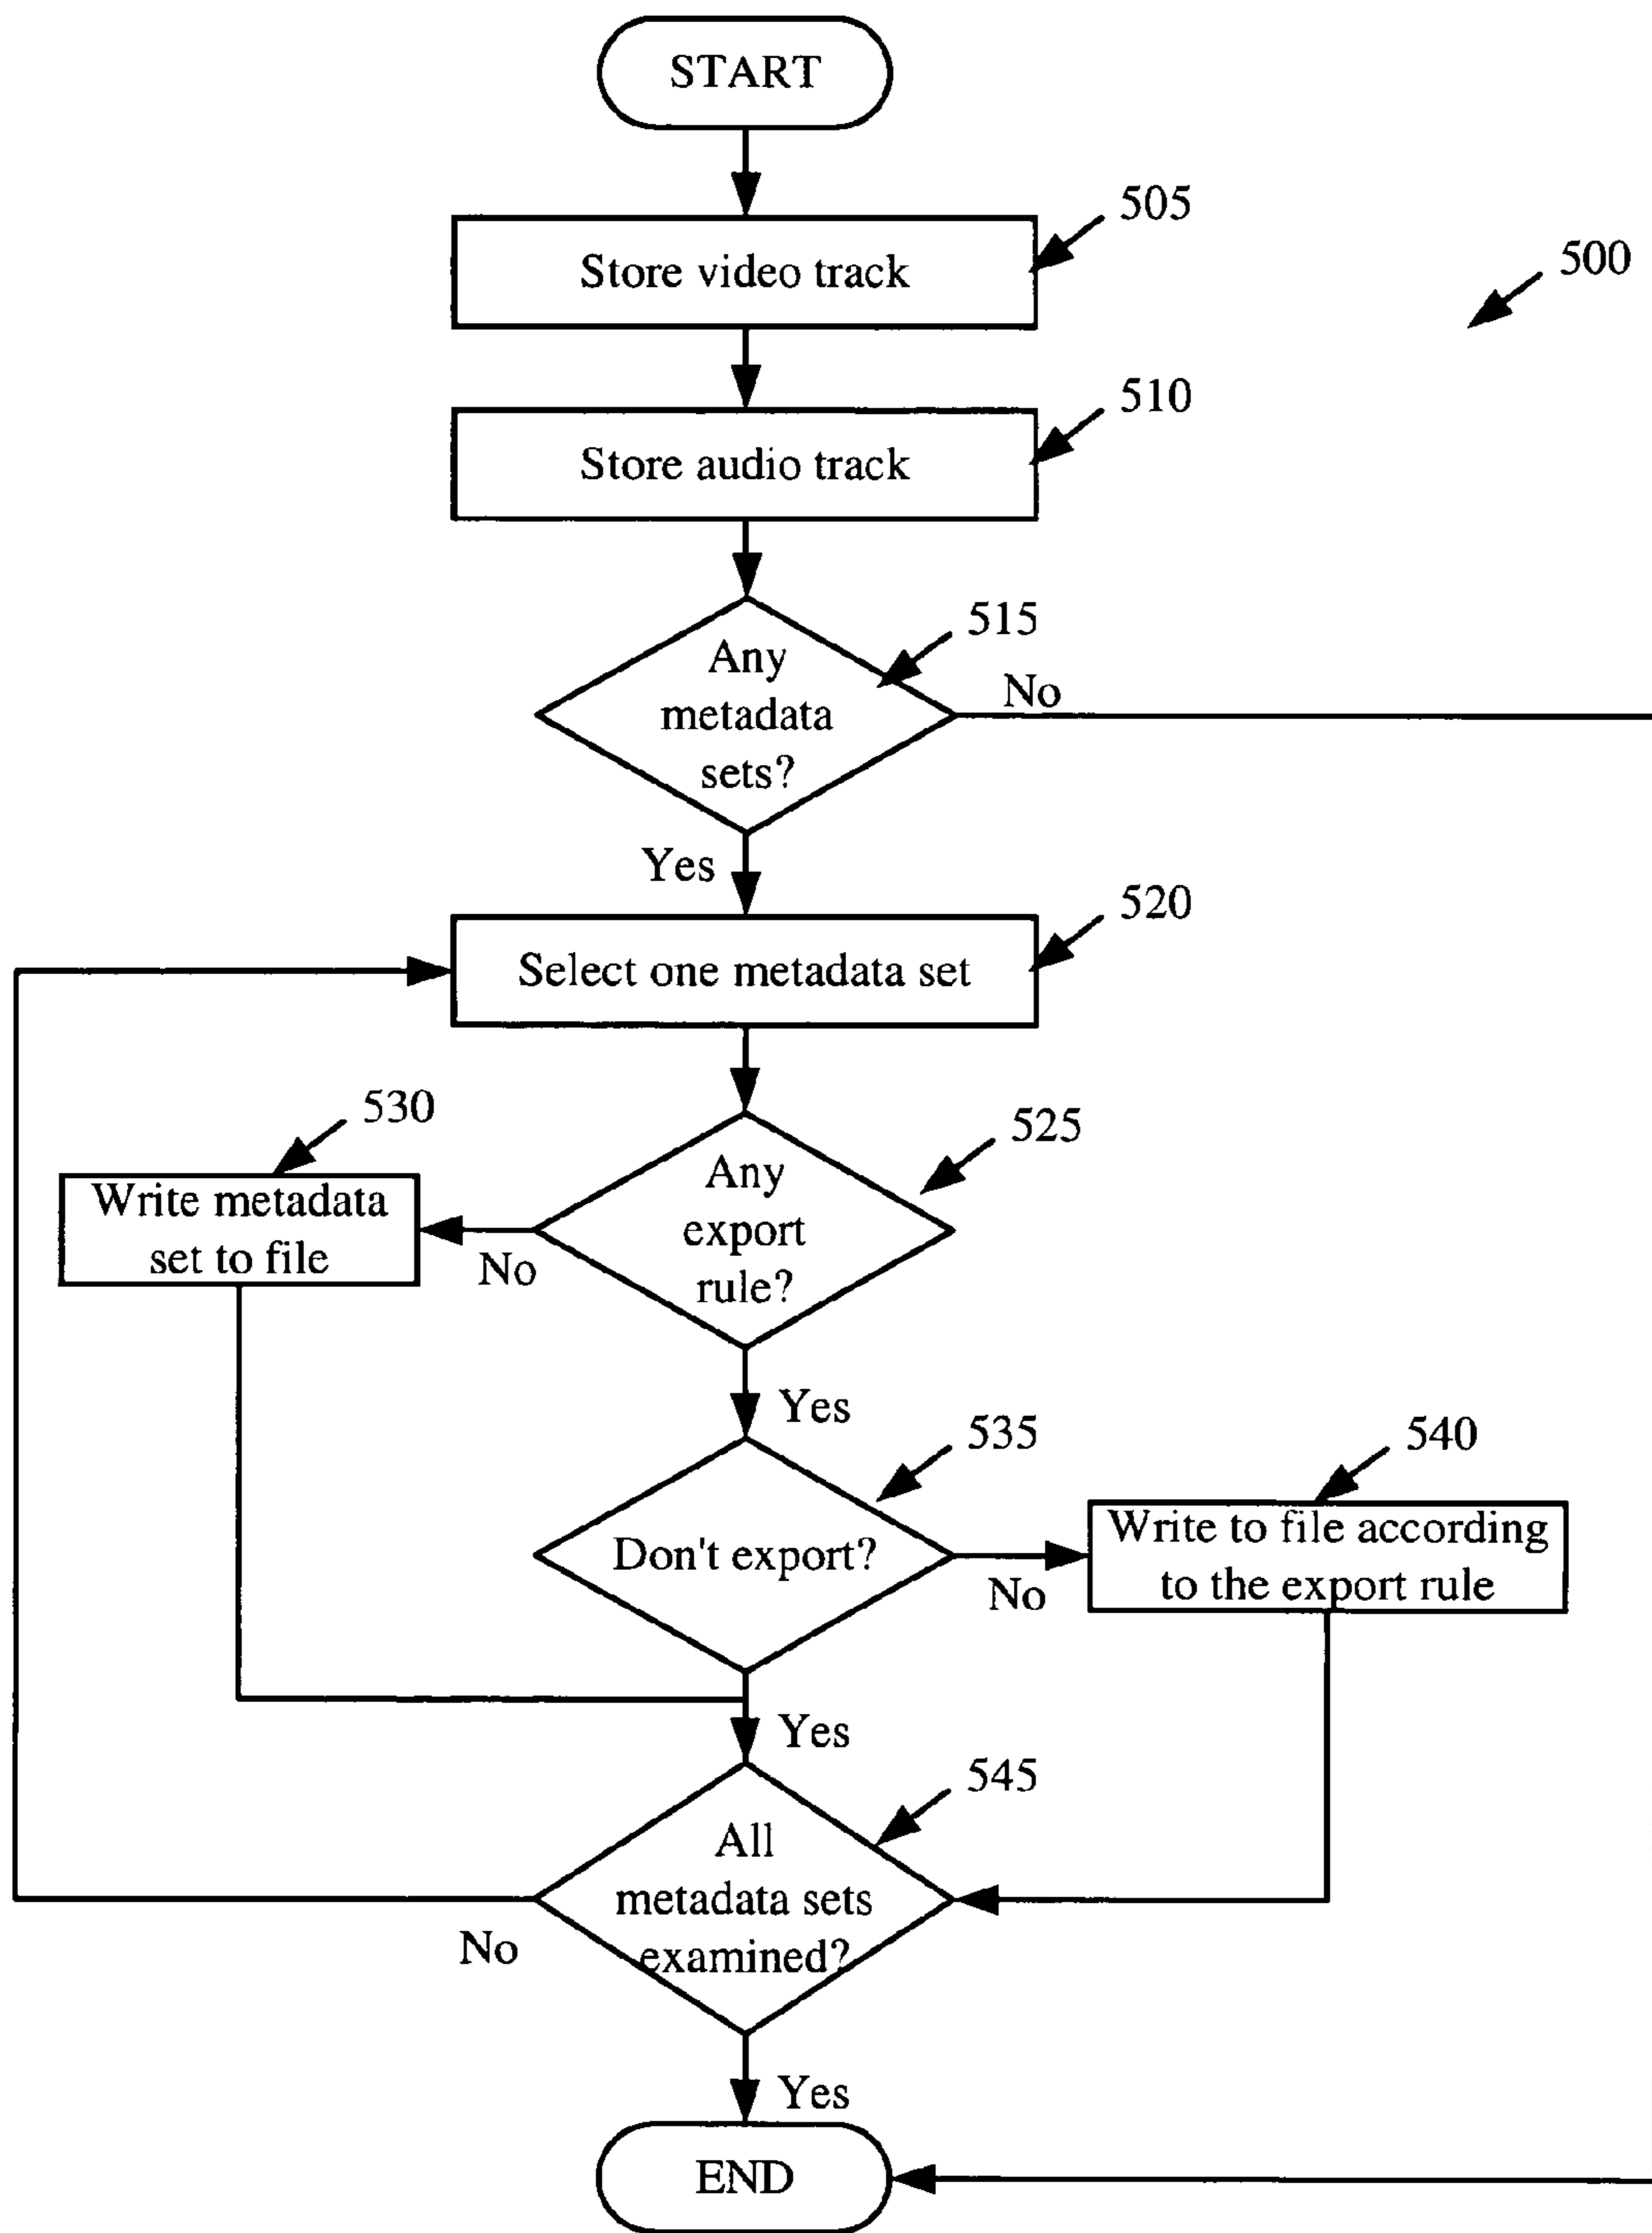 START
505
500
Store video track
510
Store audio track
515
Any
metadata
sets?
No
Yes
520
Select one metadata set
530
525
Write metadata
set to file
Any
export
rule?
No
Yes
535
540
Don't export?
No
Write to file according
to the export rule
Yes
545
All
metadata sets
examined?
No
Yes
END